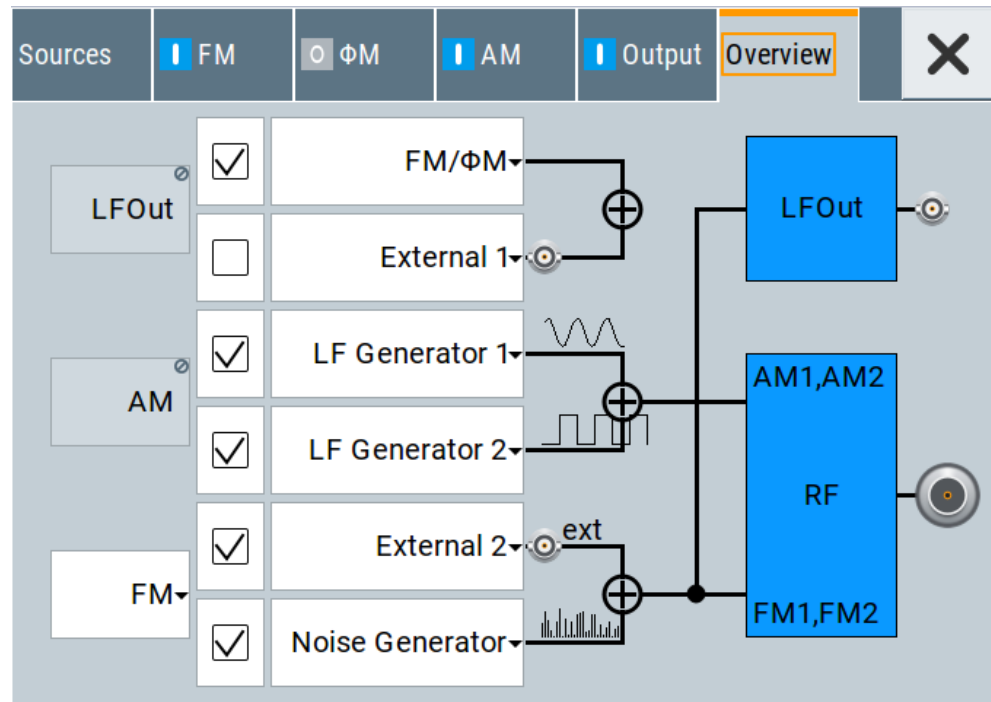 Sources
FM
ΦM
AM
Output
Overview
LFOut
FM/ΦM
External 1
LFOut
AM
LF Generator 1
LF Generator 2
AM1,AM2
RF
FM
External 2
ext
Noise Generator
FM1,FM2